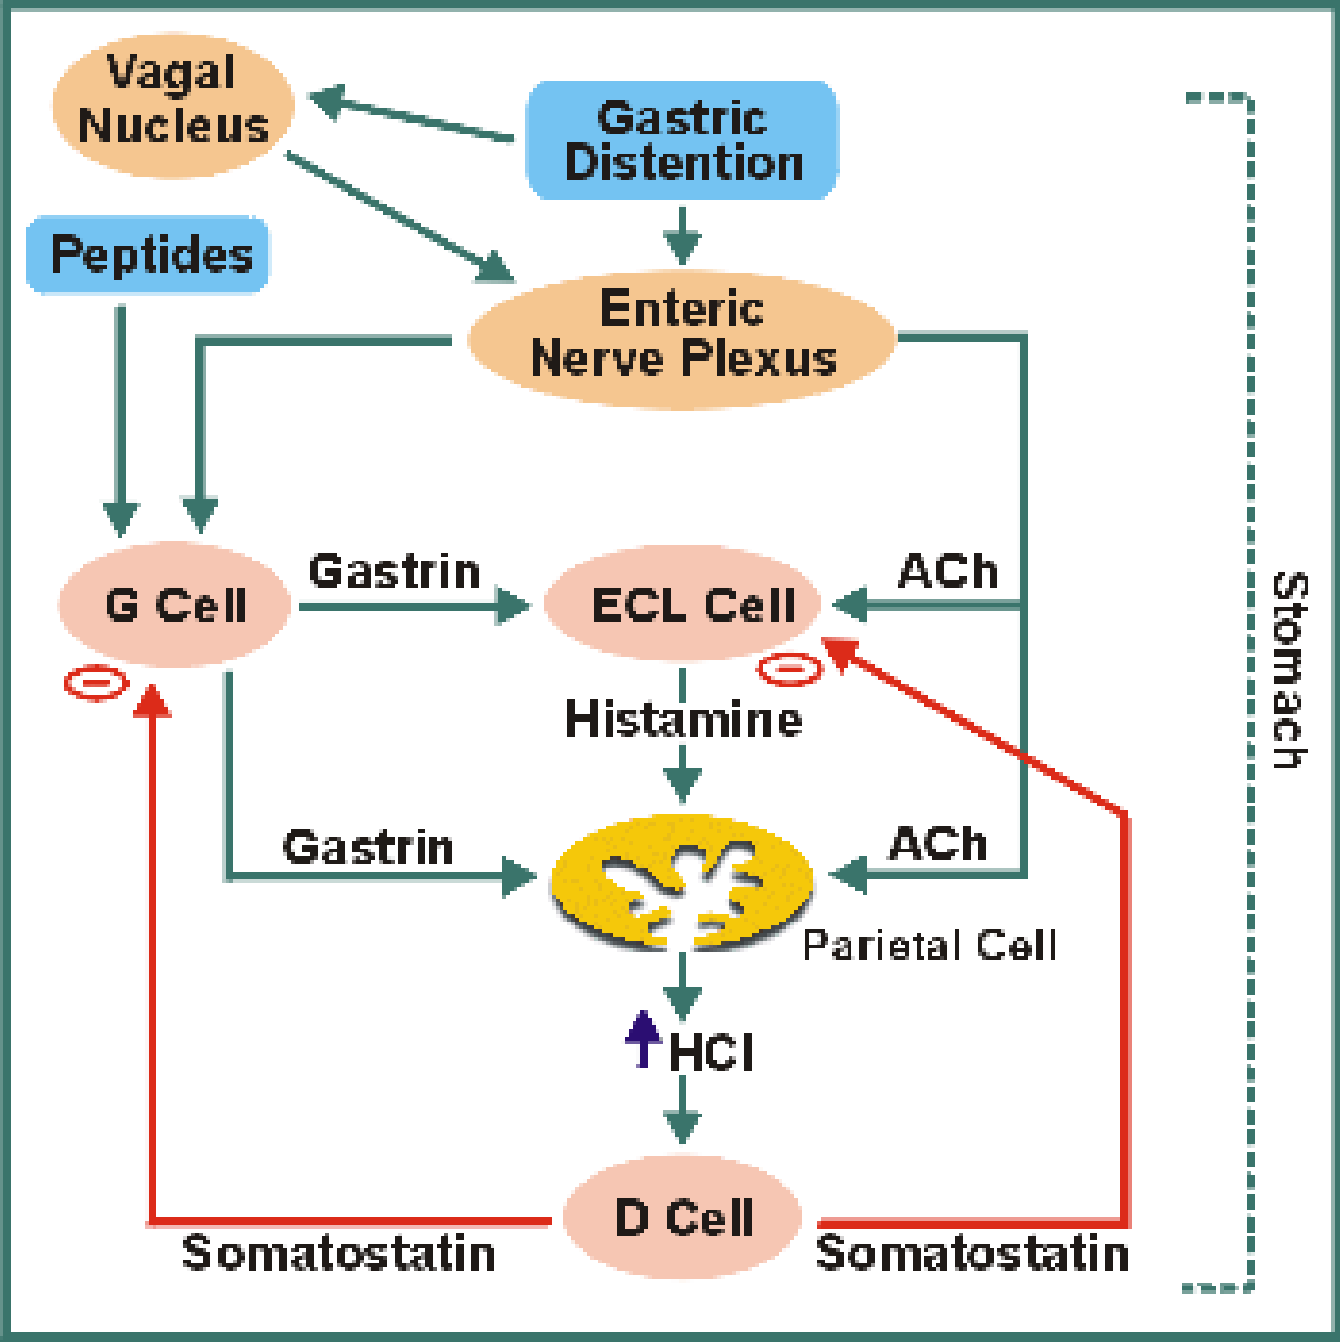 Vagal
Nucleus
Gastric
Distention
Peptides
Enteric
Nerve Plexus
Gastrin
ACh
G Cell
ECL Cell
Histamine
Stomach
Gastrin
ACh
Parietal Cell
HCl
D Cell
Somatostatin
Somatostatin